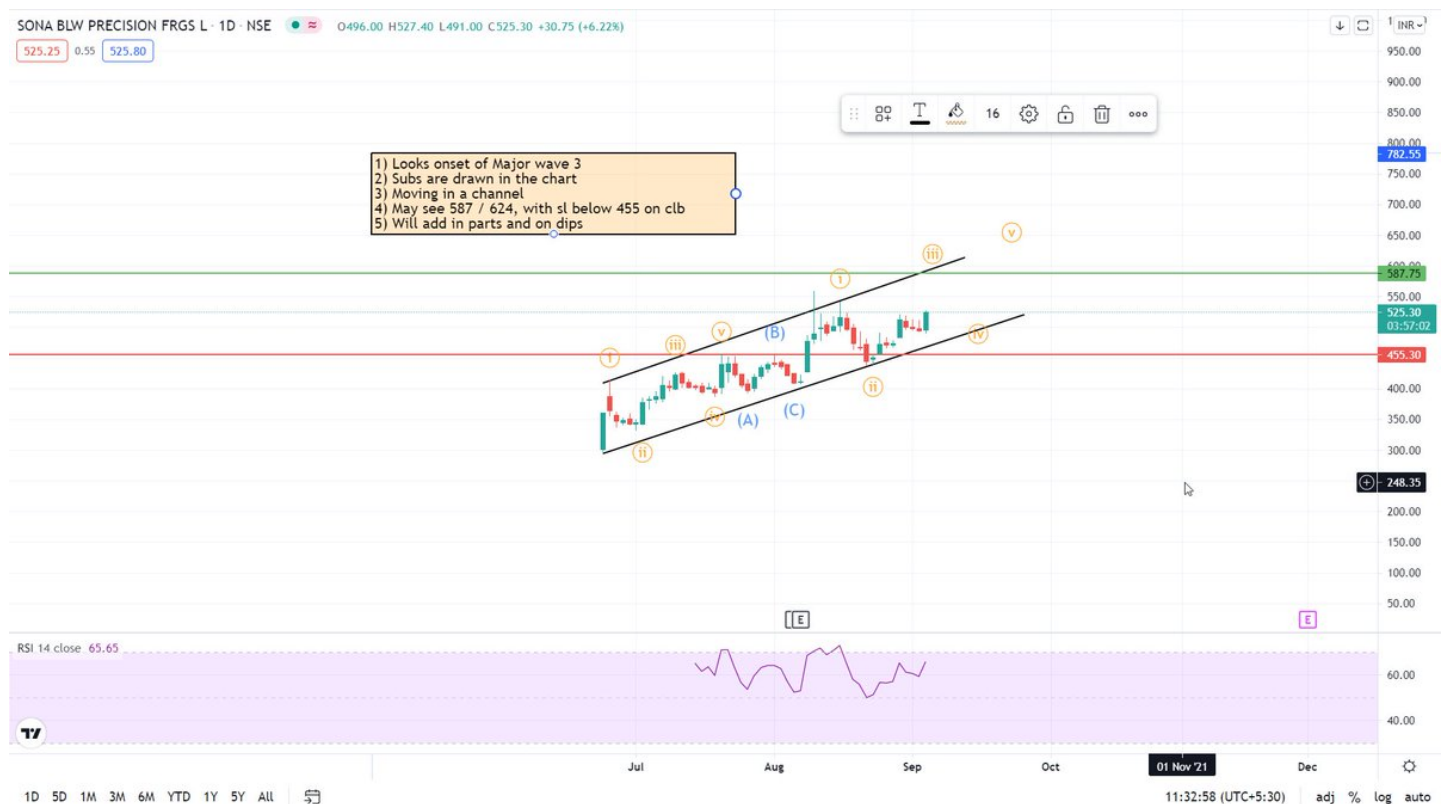 SONA BLW PRECISION FRGS L · 1D · NSE O496.00 H527.40 L491.00 C525.30 +30.75 (+6.22%)
525.25 0.55 525.80
INR
16
1) Looks onset of Major wave 3
2) Subs are drawn in the chart
3) Moving in a channel
4) May see 587 / 624, with sl below 455 on clb
5) Will add in parts and on dips
950.00
900.00
850.00
800.00
782.55
750.00
700.00
650.00
600.00
587.75
550.00
525.30
03:57:02
455.30
400.00
350.00
300.00
248.35
200.00
150.00
100.00
50.00
v
iii
i
v
(B)
iii
i
iv
ii
(C)
iv
(A)
ii
E
E
RSI 14 close 65.65
60.00
40.00
Jul Aug Sep Oct 01 Nov '21 Dec
1D 5D 1M 3M 6M YTD 1Y 5Y All 11:32:58 (UTC+5:30) adj % log auto